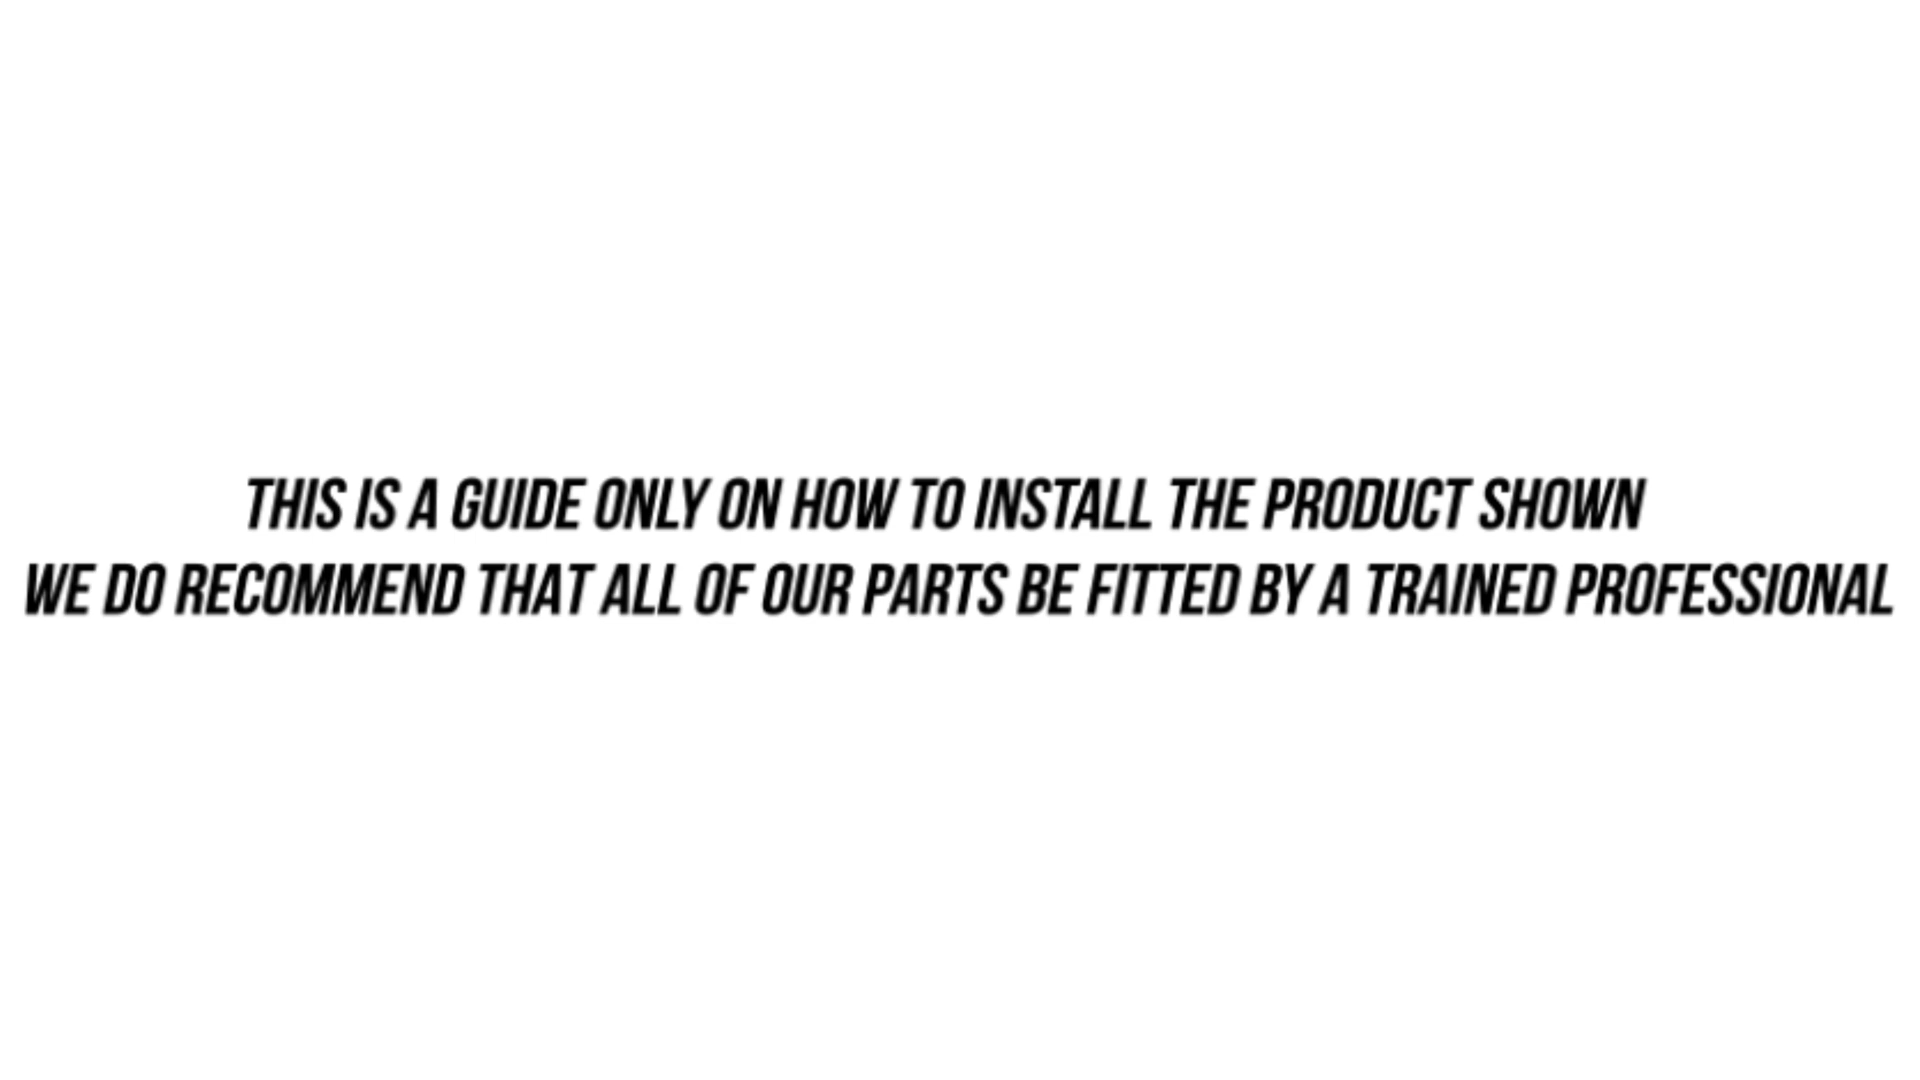 THIS IS A GUIDE ONLY ON HOW TO INSTALL THE PRODUCT SHOWN
WE DO RECOMMEND THAT ALL OF OUR PARTS BE FITTED BY A TRAINED PROFESSIONAL